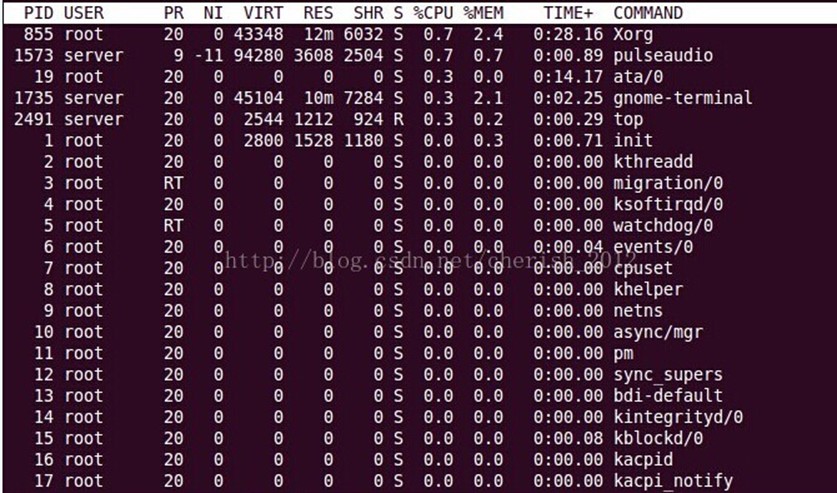 PID USER PR NI VIRT RES SHR S %CPU %MEM TIME+ COMMAND
855 root 20 0 43348 12m 6032 S 0.7 2.4 0:28.16 Xorg
1573 server 9 -11 94280 3608 2504 S 0.7 0.7 0:00.89 pulseaudio
19 root 20 0 0 0 0 S 0.3 0.0 0:14.17 ata/0
1735 server 20 0 45104 10m 7284 S 0.3 2.1 0:02.25 gnome-terminal
2491 server 20 0 2544 1212 924 R 0.3 0.2 0:00.29 top
1 root 20 0 2800 1528 1180 S 0.0 0.3 0:00.71 init
2 root 20 0 0 0 0 S 0.0 0.0 0:00.00 kthreadd
3 root RT 0 0 0 0 S 0.0 0.0 0:00.00 migration/0
4 root 20 0 0 0 0 S 0.0 0.0 0:00.00 ksoftirqd/0
5 root RT 0 0 0 0 S 0.0 0.0 0:00.00 watchdog/0
6 root 20 0 0 0 0 S 0.0 0.0 0:00.04 events/0
http://blog.csdn.net/cherish_2012
7 root 20 0 0 0 0 S 0.0 0.0 0:00.00 cpuset
8 root 20 0 0 0 0 S 0.0 0.0 0:00.00 khelper
9 root 20 0 0 0 0 S 0.0 0.0 0:00.00 netns
10 root 20 0 0 0 0 S 0.0 0.0 0:00.00 async/mgr
11 root 20 0 0 0 0 S 0.0 0.0 0:00.00 pm
12 root 20 0 0 0 0 S 0.0 0.0 0:00.00 sync_supers
13 root 20 0 0 0 0 S 0.0 0.0 0:00.00 bdi-default
14 root 20 0 0 0 0 S 0.0 0.0 0:00.00 kintegrityd/0
15 root 20 0 0 0 0 S 0.0 0.0 0:00.08 kblockd/0
16 root 20 0 0 0 0 S 0.0 0.0 0:00.00 kacpid
17 root 20 0 0 0 0 S 0.0 0.0 0:00.00 kacpi_notify